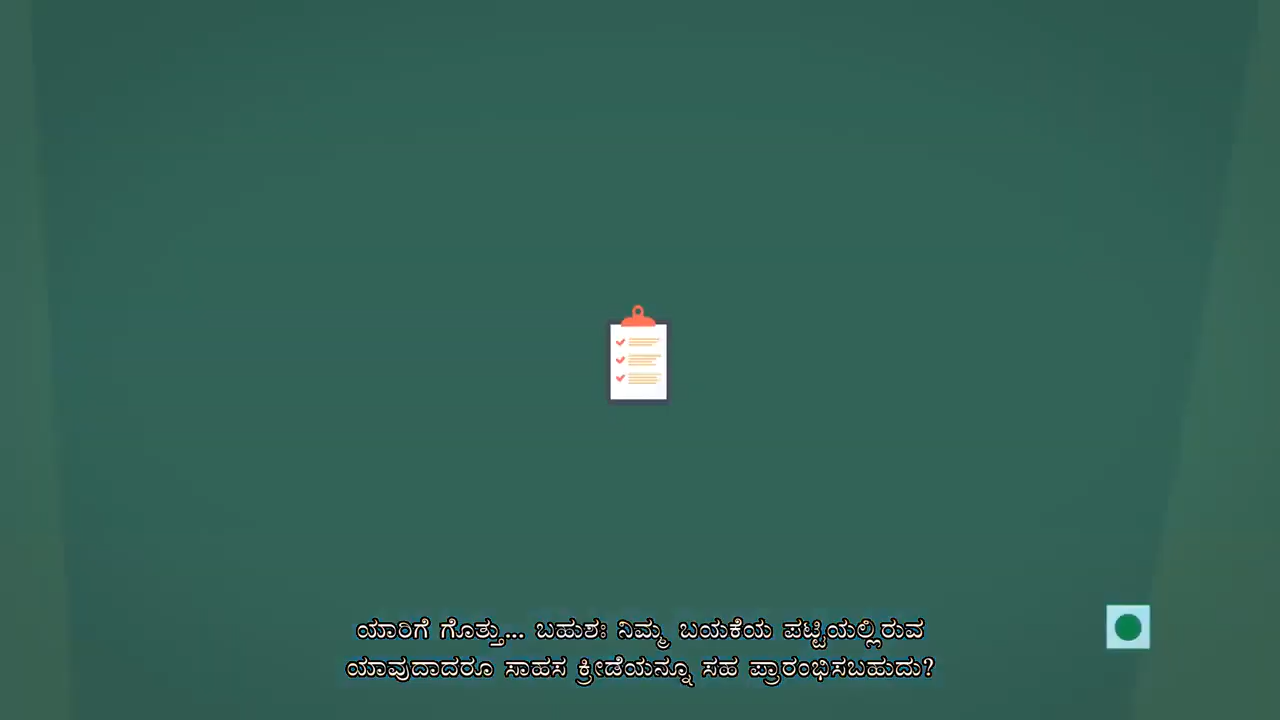 ಯಾರಿಗೆ ಗೊತ್ತು... ಬಹುಶಃ ನಿಮ್ಮ ಬಯಕೆಯ ಪಟ್ಟಿಯಲ್ಲಿರುವ
ಯಾವುದಾದರೂ ಸಾಹಸ ಕ್ರೀಡೆಯನ್ನೂ ಸಹ ಪ್ರಾರಂಭಿಸಬಹುದು?